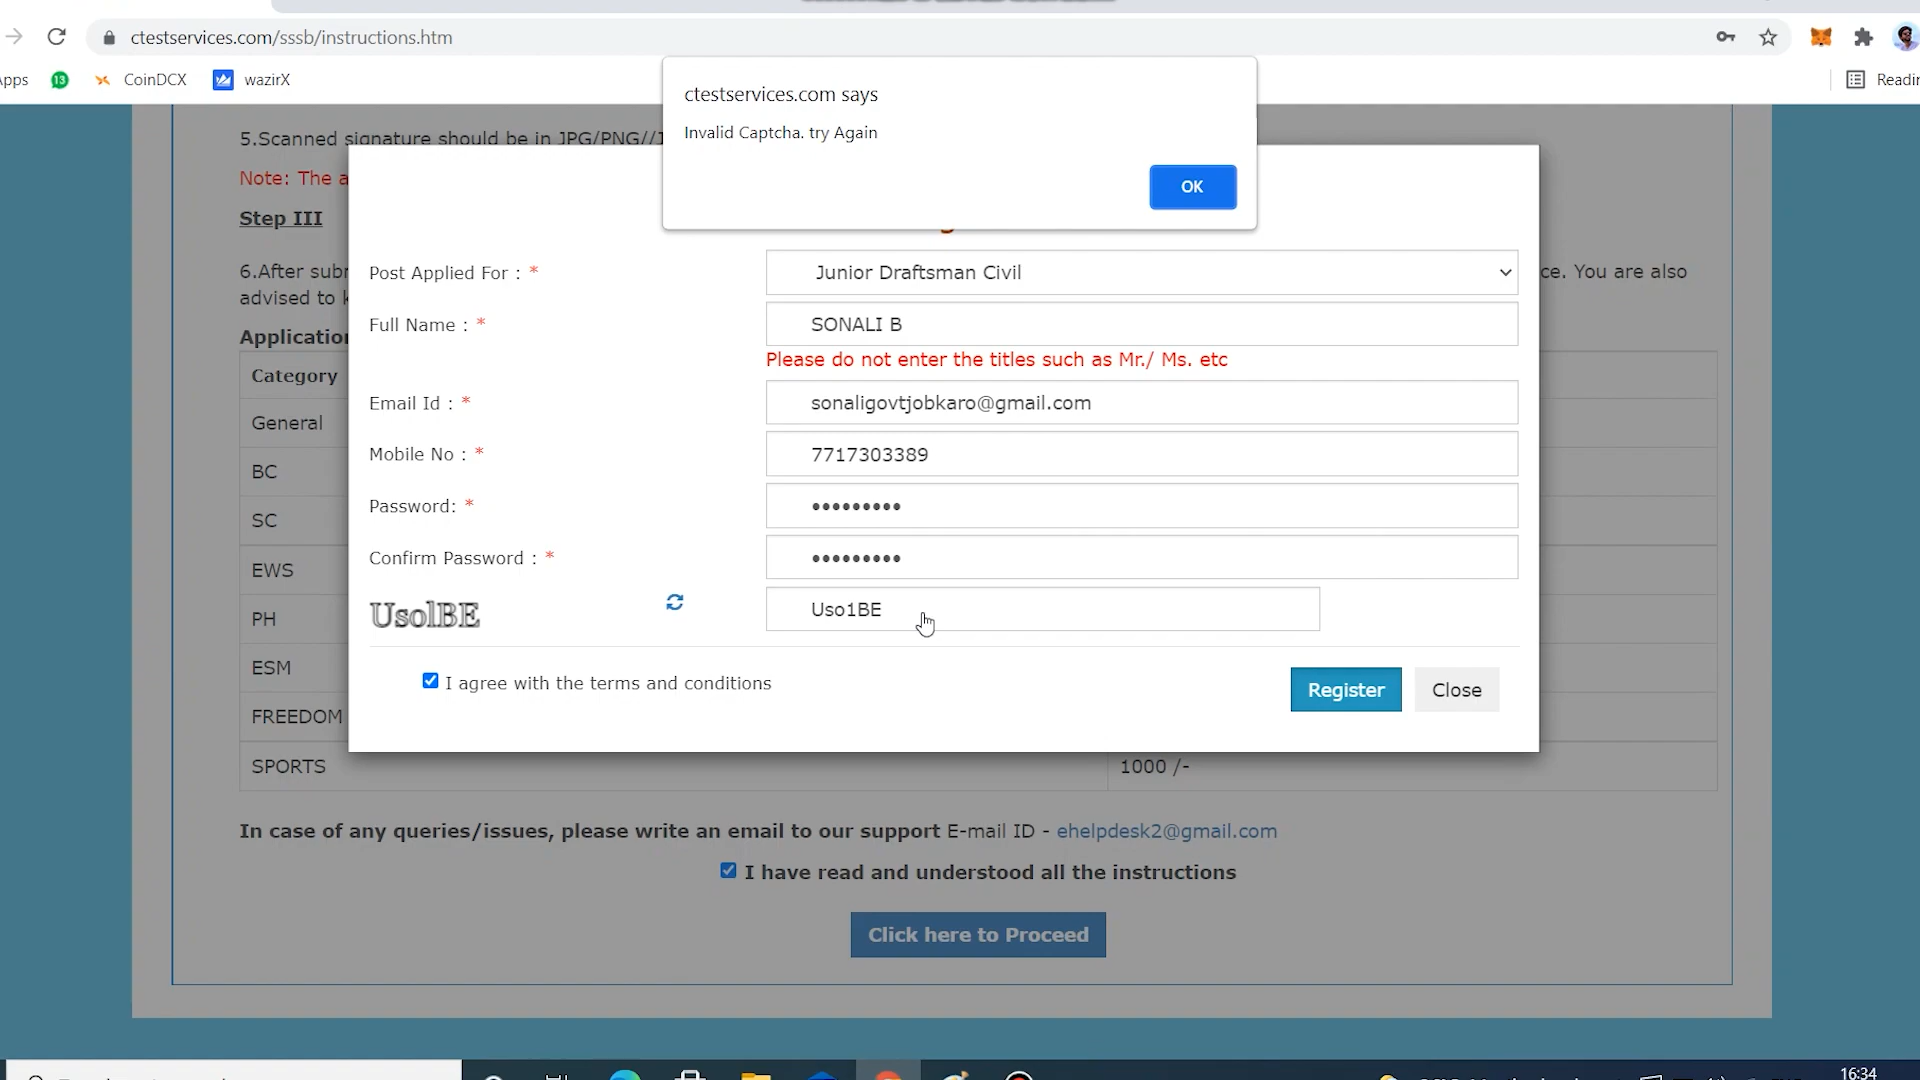 ctestservices.com/sssb/instructions.htm
13
CoinDCX
wazirX
ctestservices.com says
Invalid Captcha. try Again
OK
5.Scanned signature should be in JPG/PNG//
Note: The a
Step III
6.After subr
ce. You are also
advised to k
Application
Category
General
BC
SC
EWS
PH
ESM
FREEDOM
SPORTS
1000 /-
Post Applied For : *
Junior Draftsman Civil
Full Name : *
SONALI B
Please do not enter the titles such as Mr./ Ms. etc
Email Id : *
sonaligovtjobkaro@gmail.com
Mobile No : *
7717303389
Password: *
•••••••••
Confirm Password : *
•••••••••
UsolBE
Uso1BE
I agree with the terms and conditions
Register
Close
In case of any queries/issues, please write an email to our support E-mail ID - ehelpdesk2@gmail.com
I have read and understood all the instructions
Click here to Proceed
16:34